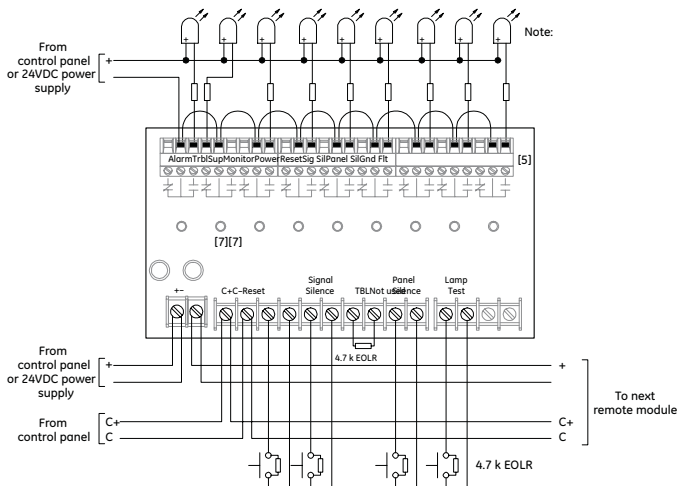 Note:
From
control panel
or 24VDC power
supply
+
+ + + + + + + + +
AlarmTrblSupMonitorPowerResetSig SilPanel SilGnd Flt
[5]
[7][7]
+−
C+C−Reset
Signal
Silence
TBLNot used
Panel
Silence
Lamp
Test
4.7 k EOLR
From
control panel
or 24VDC power
supply
+
+
To next
remote module
From
control panel
C+
C
C+
C
4.7 k EOLR